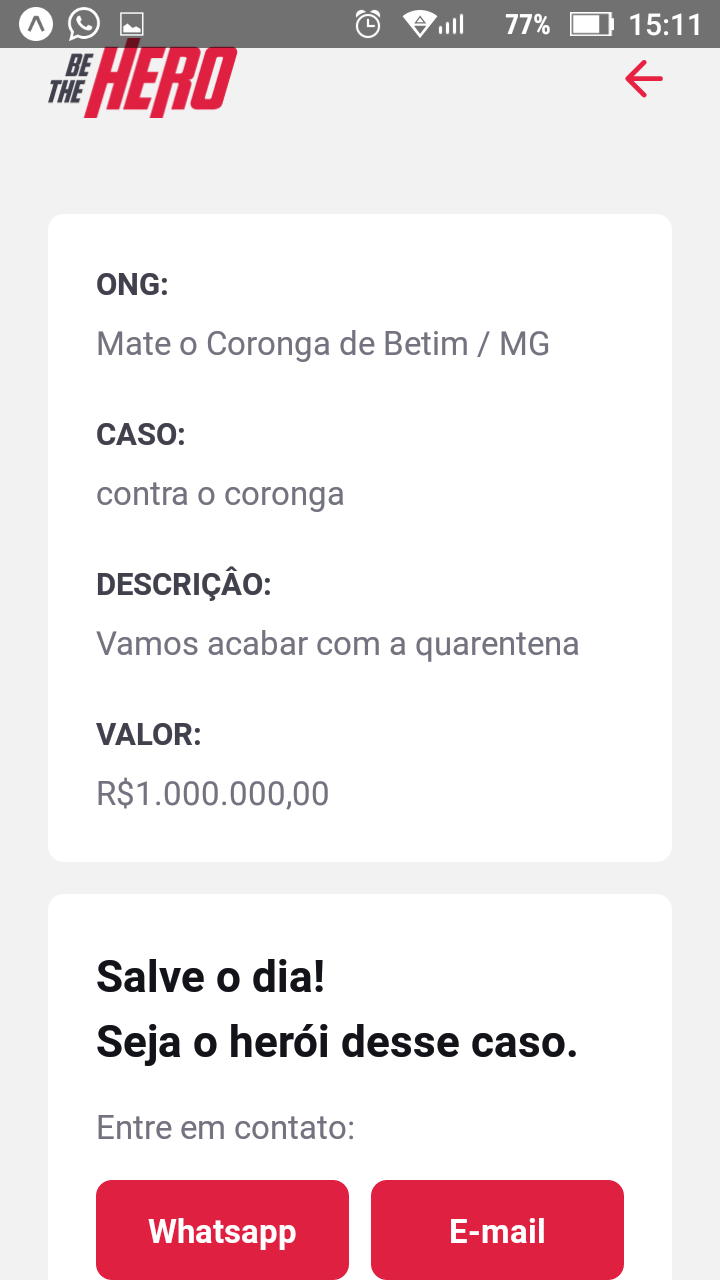 77% 15:11
BE
THE HERO
ONG:
Mate o Coronga de Betim / MG
CASO:
contra o coronga
DESCRIÇÂO:
Vamos acabar com a quarentena
VALOR:
R$1.000.000,00
Salve o dia!
Seja o herói desse caso.
Entre em contato:
Whatsapp E-mail